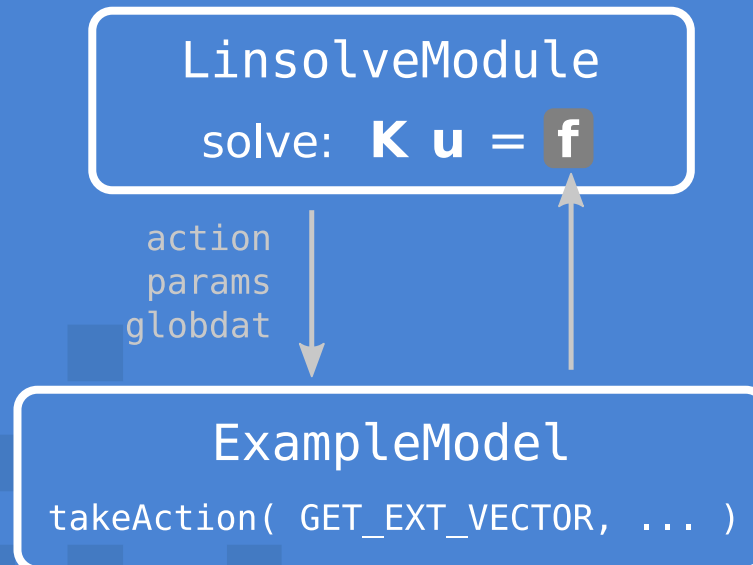 LinsolveModule
solve: K u = f
action
params
globdat
ExampleModel
takeAction( GET_EXT_VECTOR, ... )